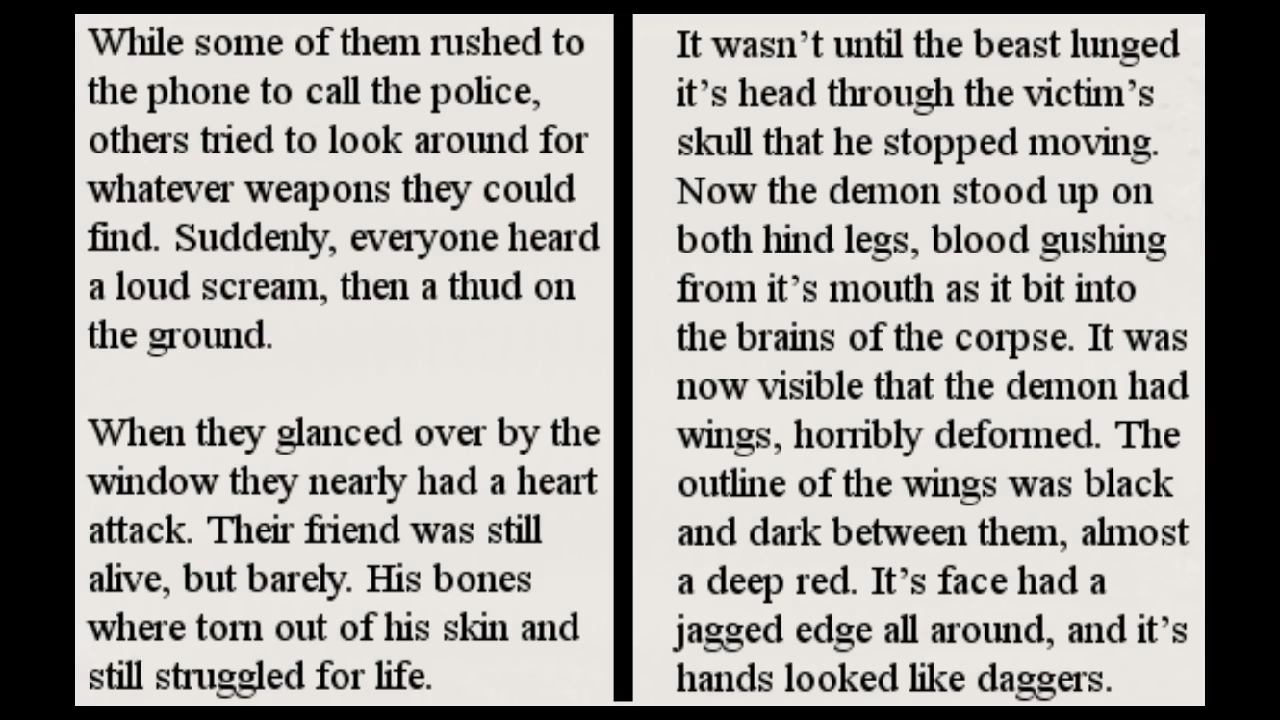 While some of them rushed to
the phone to call the police,
others tried to look around for
whatever weapons they could
find. Suddenly, everyone heard
a loud scream, then a thud on
the ground.
When they glanced over by the
window they nearly had a heart
attack. Their friend was still
alive, but barely. His bones
where torn out of his skin and
still struggled for life.
It wasn’t until the beast lunged
it’s head through the victim’s
skull that he stopped moving.
Now the demon stood up on
both hind legs, blood gushing
from it’s mouth as it bit into
the brains of the corpse. It was
now visible that the demon had
wings, horribly deformed. The
outline of the wings was black
and dark between them, almost
a deep red. It’s face had a
jagged edge all around, and it’s
hands looked like daggers.